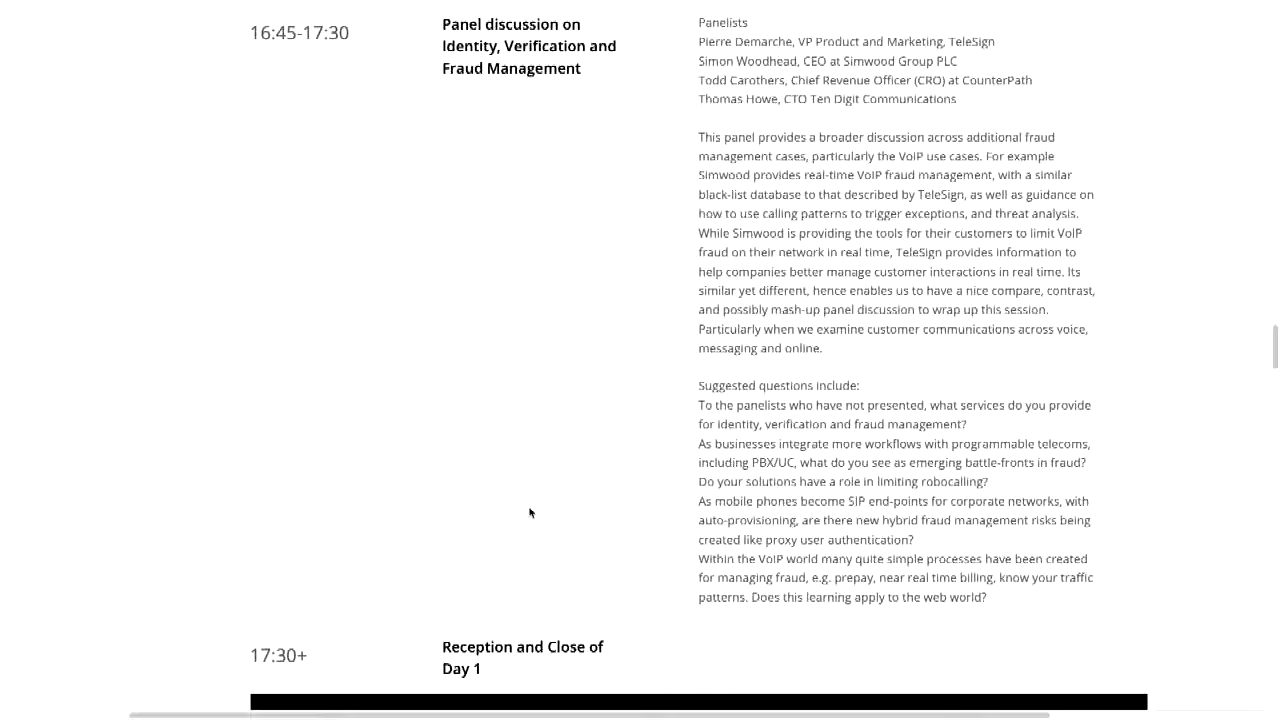 16:45-17:30
Panel discussion on
Identity, Verification and
Fraud Management
Panelists
Pierre Demarche, VP Product and Marketing, TeleSign
Simon Woodhead, CEO at Simwood Group PLC
Todd Carothers, Chief Revenue Officer (CRO) at CounterPath
Thomas Howe, CTO Ten Digit Communications
This panel provides a broader discussion across additional fraud
management cases, particularly the VoIP use cases. For example
Simwood provides real-time VoIP fraud management, with a similar
black-list database to that described by TeleSign, as well as guidance on
how to use calling patterns to trigger exceptions, and threat analysis.
While Simwood is providing the tools for their customers to limit VoIP
fraud on their network in real time, TeleSign provides information to
help companies better manage customer interactions in real time. Its
similar yet different, hence enables us to have a nice compare, contrast,
and possibly mash-up panel discussion to wrap up this session.
Particularly when we examine customer communications across voice,
messaging and online.
Suggested questions include:
To the panelists who have not presented, what services do you provide
for identity, verification and fraud management?
As businesses integrate more workflows with programmable telecoms,
including PBX/UC, what do you see as emerging battle-fronts in fraud?
Do your solutions have a role in limiting robocalling?
As mobile phones become SIP end-points for corporate networks, with
auto-provisioning, are there new hybrid fraud management risks being
created like proxy user authentication?
Within the VoIP world many quite simple processes have been created
for managing fraud, e.g. prepay, near real time billing, know your traffic
patterns. Does this learning apply to the web world?
17:30+
Reception and Close of
Day 1